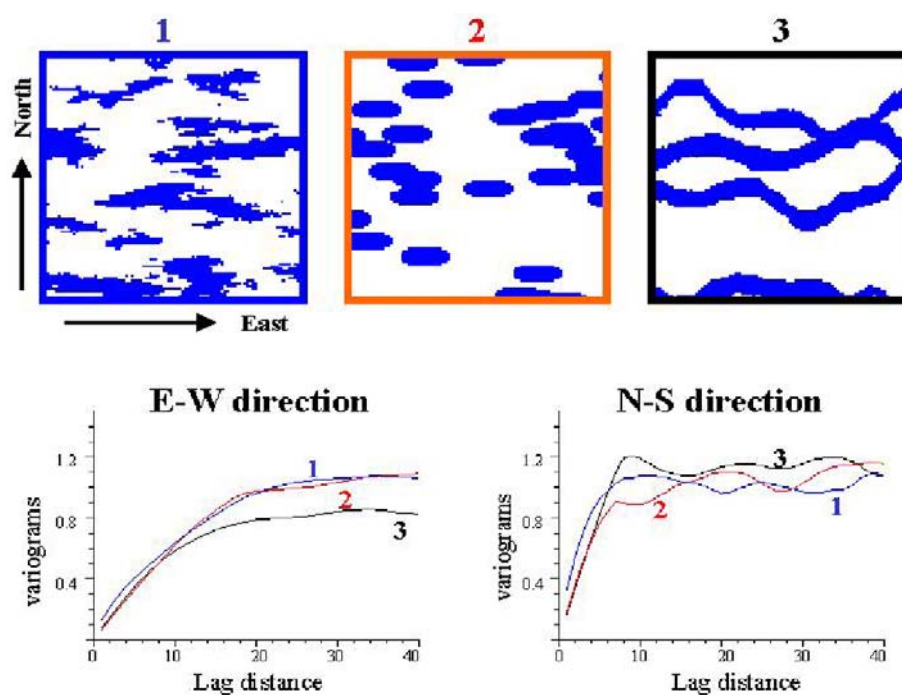 1 2 3
North
East
E-W direction
variograms
1.2
0.8
0.4
1
2
3
0 10 20 30 40
Lag distance
N-S direction
variograms
1.2
0.8
0.4
3
2
1
0 10 20 30 40
Lag distance